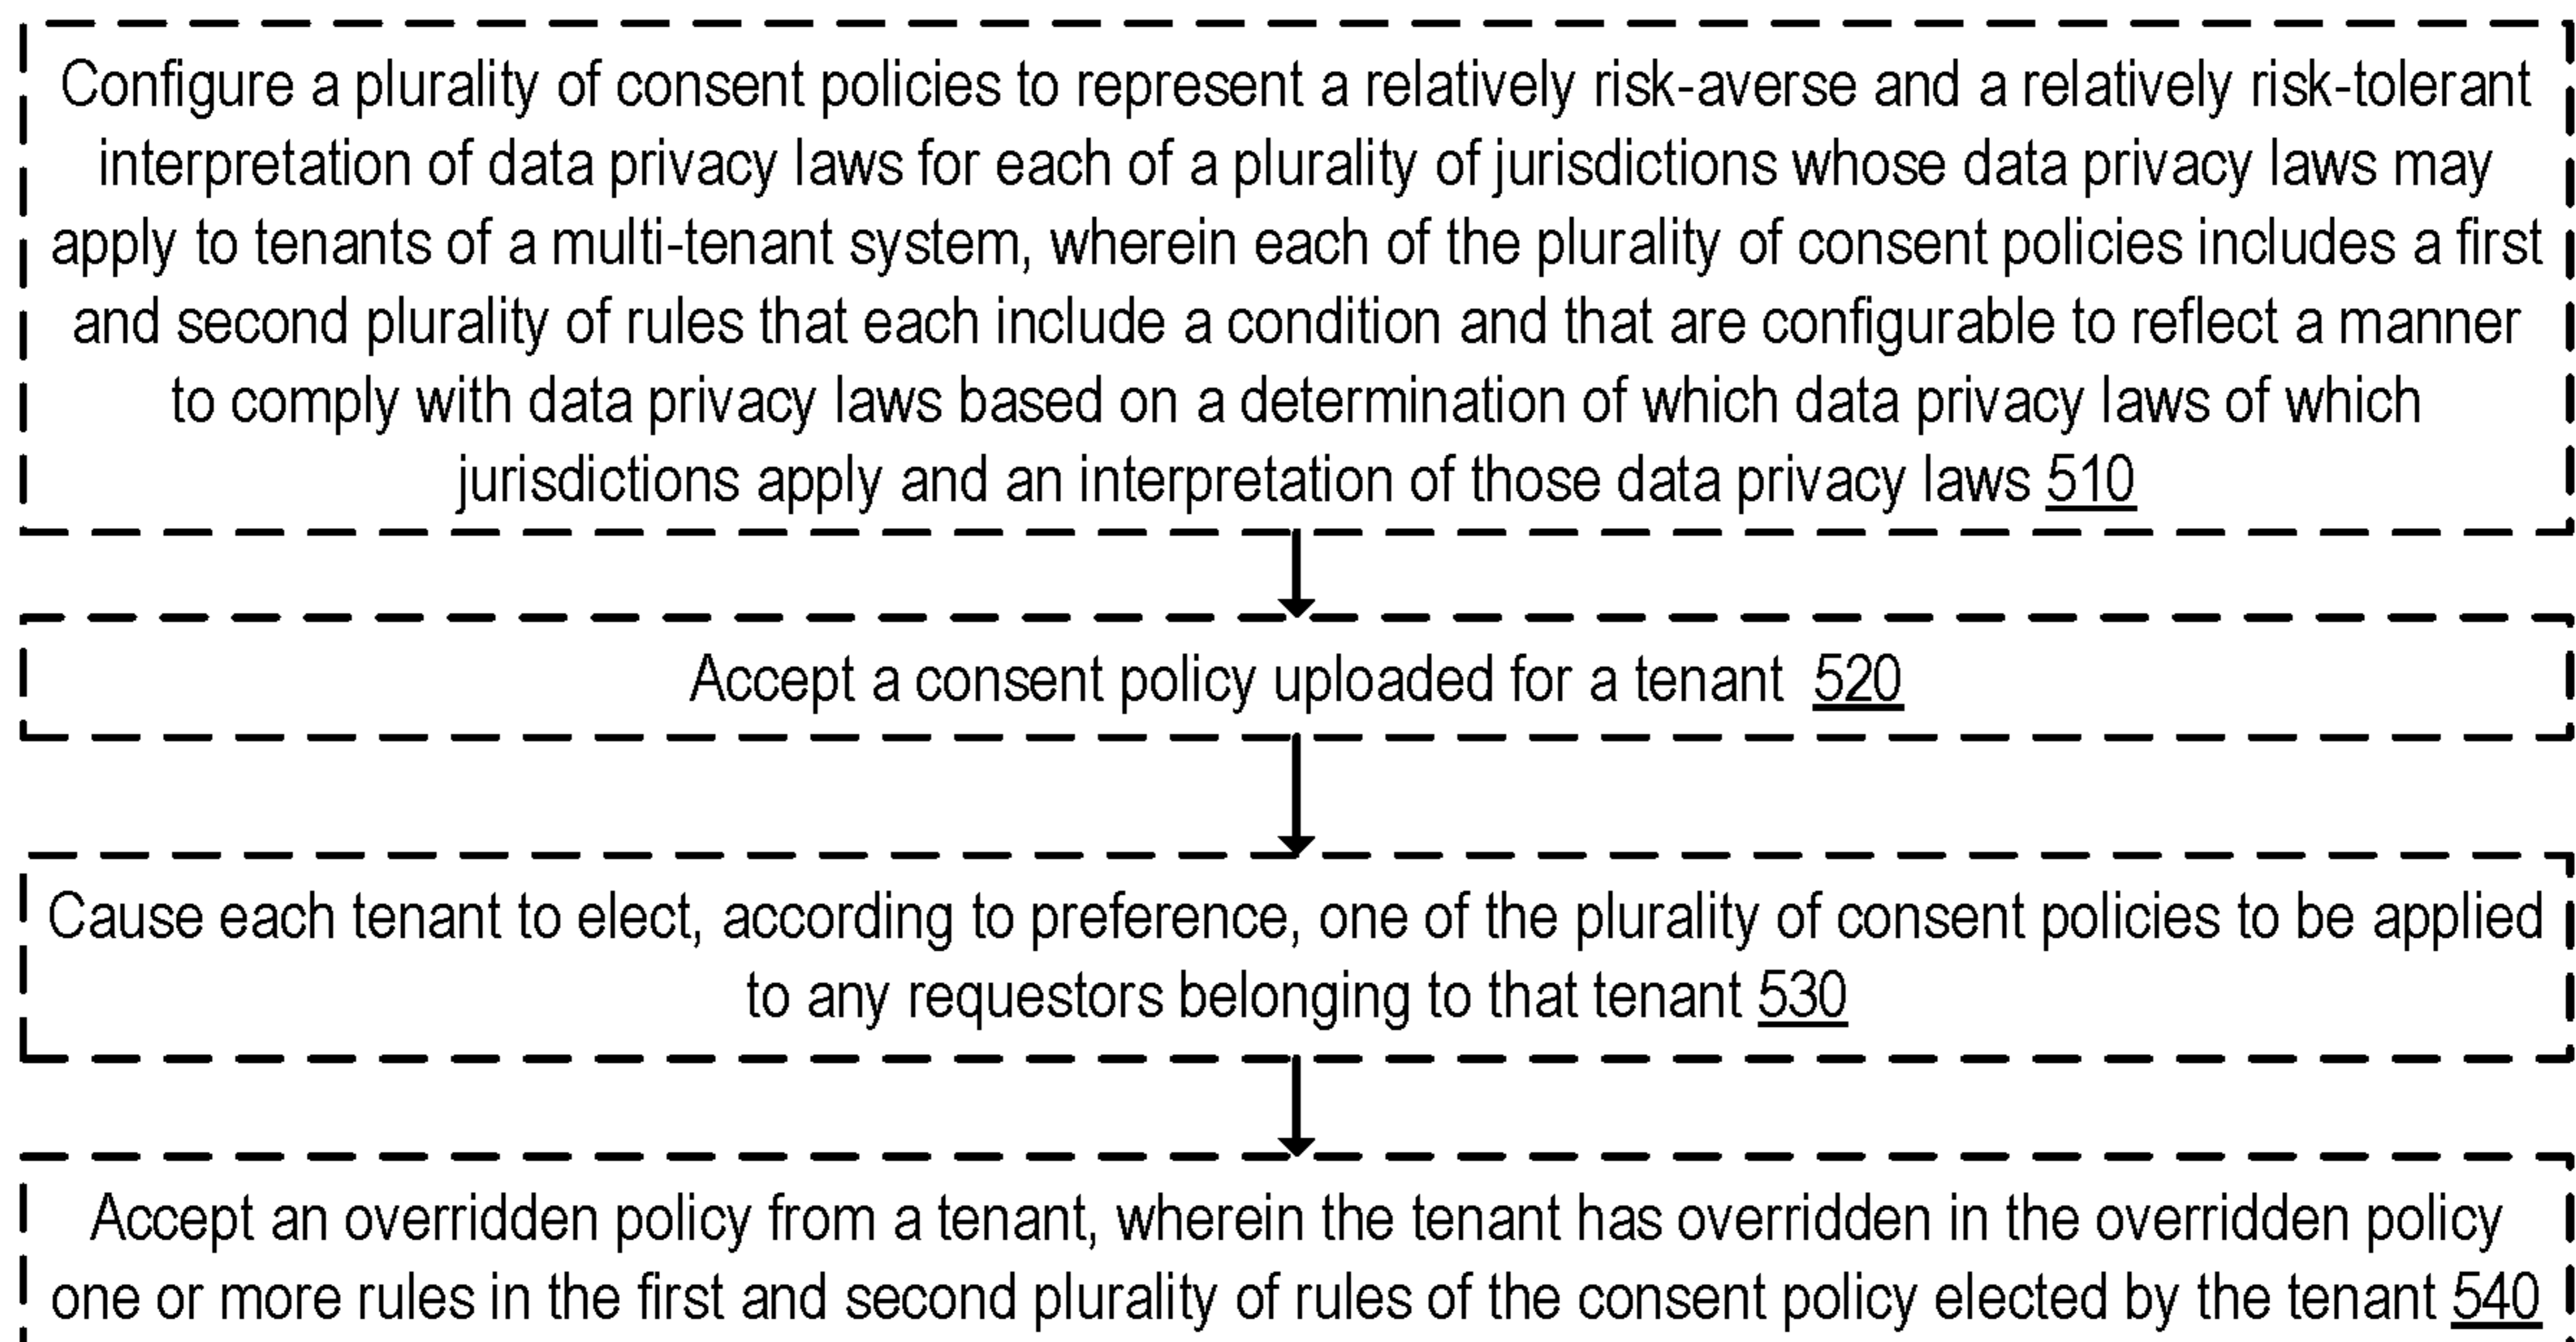 Configure a plurality of consent policies to represent a relatively risk-averse and a relatively risk-tolerant
interpretation of data privacy laws for each of a plurality of jurisdictions whose data privacy laws may
apply to tenants of a multi-tenant system, wherein each of the plurality of consent policies includes a first
and second plurality of rules that each include a condition and that are configurable to reflect a manner
to comply with data privacy laws based on a determination of which data privacy laws of which
jurisdictions apply and an interpretation of those data privacy laws 510
Accept a consent policy uploaded for a tenant 520
Cause each tenant to elect, according to preference, one of the plurality of consent policies to be applied
to any requestors belonging to that tenant 530
Accept an overridden policy from a tenant, wherein the tenant has overridden in the overridden policy
one or more rules in the first and second plurality of rules of the consent policy elected by the tenant 540